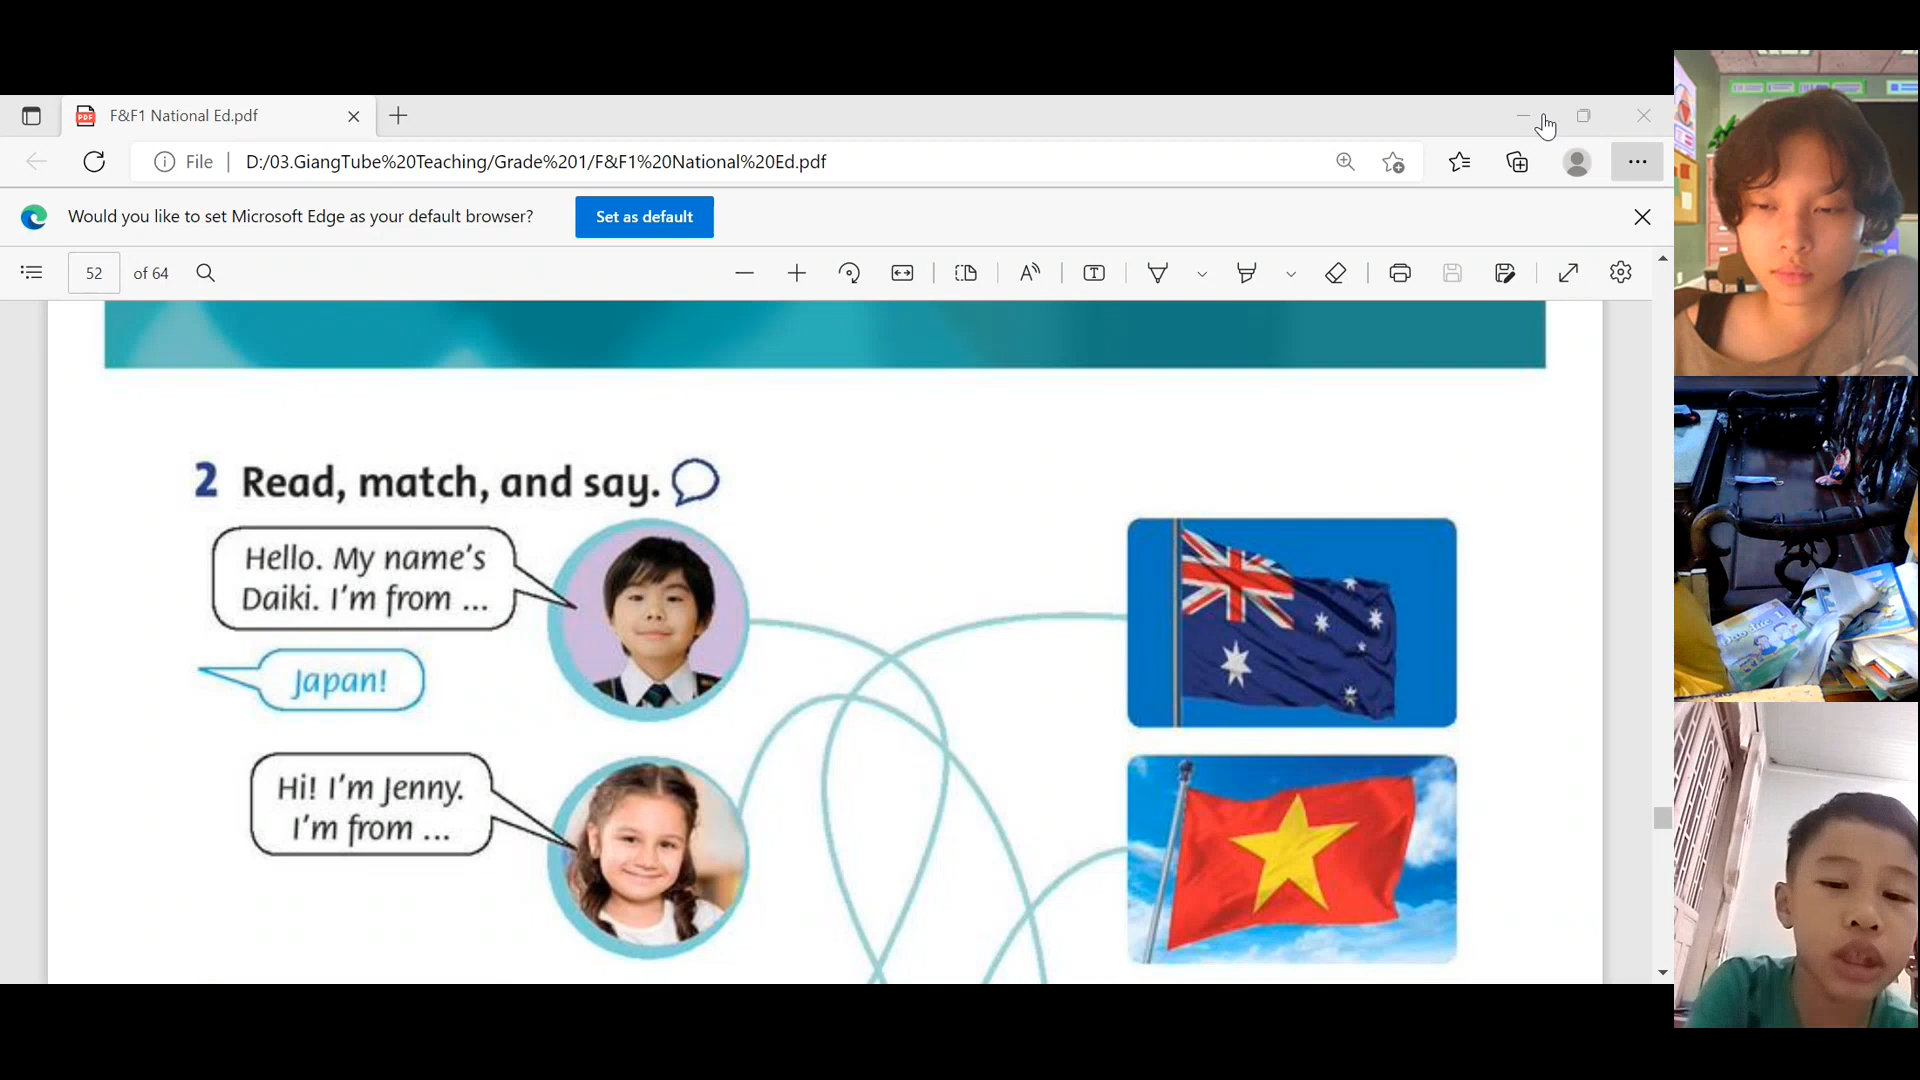 F&F1 National Ed.pdf
File | D:/03.GiangTube%20Teaching/Grade%201/F&F1%20National%20Ed.pdf
Would you like to set Microsoft Edge as your default browser?
Set as default
52 of 64
2 Read, match, and say.
Hello. My name's
Daiki. I'm from ...
Japan!
Hi! I'm Jenny.
I'm from ...